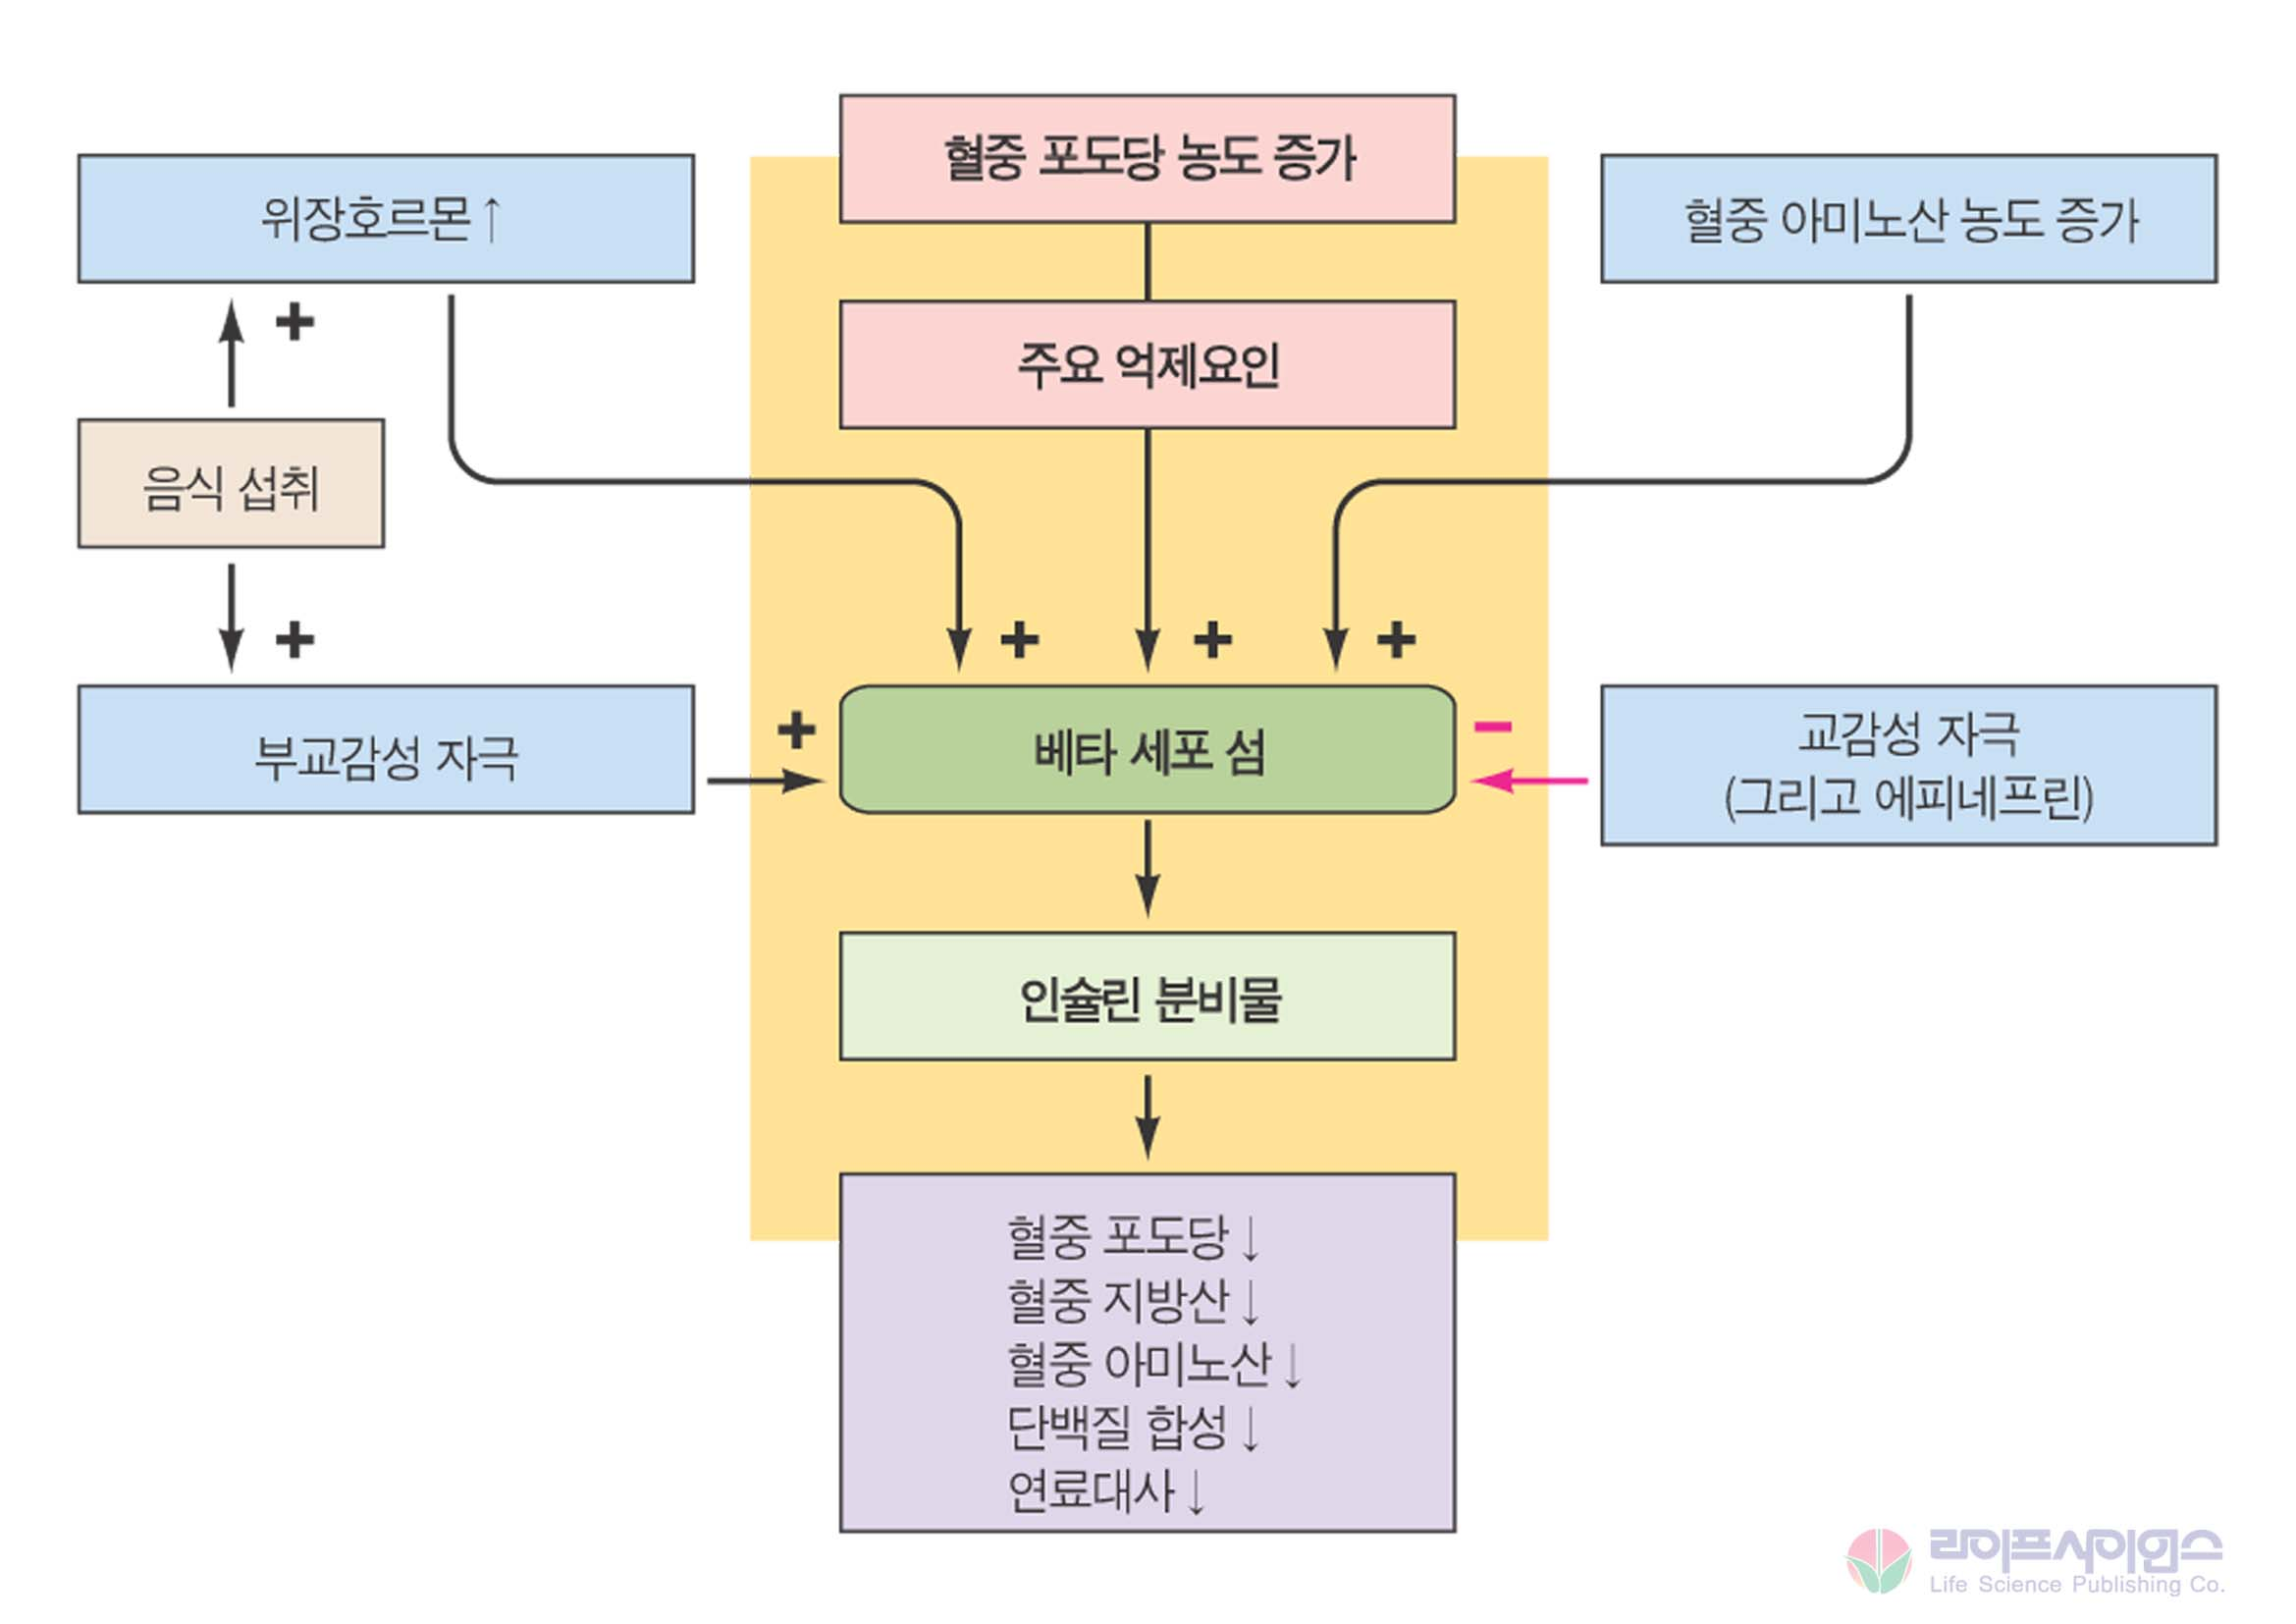 혈중 포도당 농도 증가
위장호르몬↑
혈중 아미노산 농도 증가
+
주요 억제요인
음식 섭취
+
+
+
+
부교감성 자극
+
베타 세포 섬
−
교감성 자극
(그리고 에피네프린)
인슐린 분비물
혈중 포도당↓
혈중 지방산↓
혈중 아미노산↓
단백질 합성↓
연료대사↓
라이프사이언스
Life Science Publishing Co.